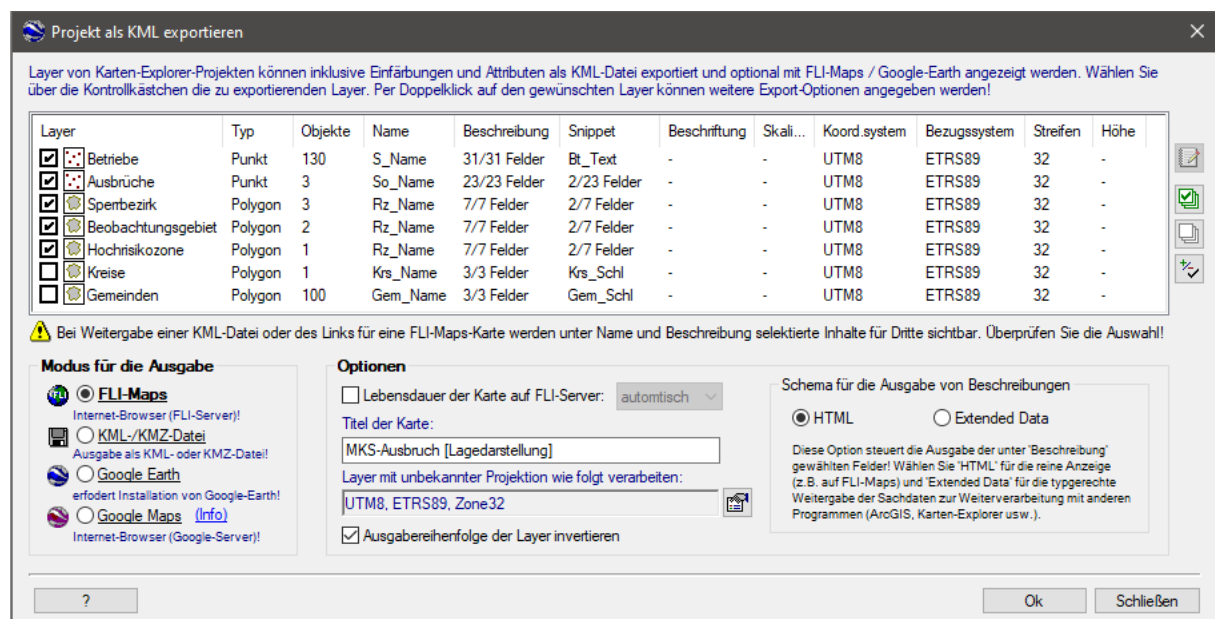 Projekt als KML exportieren
Layer von Karten-Explorer-Projekten können inklusive Einfärbungen und Attributen als KML-Datei exportiert und optional mit FLI-Maps / Google-Earth angezeigt werden. Wählen Sie
über die Kontrollkästchen die zu exportierenden Layer. Per Doppelklick auf den gewünschten Layer können weitere Export-Optionen angegeben werden!
Layer Typ Objekte Name Beschreibung Snippet Beschriftung Skali... Koord.system Bezugssystem Streifen Höhe
Betriebe Punkt 130 S_Name 31/31 Felder Bt_Text - - UTM8 ETRS89 32 -
Ausbrüche Punkt 3 So_Name 23/23 Felder 2/23 Felder - - UTM8 ETRS89 32 -
Sperrbezirk Polygon 3 Rz_Name 7/7 Felder 2/7 Felder - - UTM8 ETRS89 32 -
Beobachtungsgebiet Polygon 2 Rz_Name 7/7 Felder 2/7 Felder - - UTM8 ETRS89 32 -
Hochrisikozone Polygon 1 Rz_Name 7/7 Felder 2/7 Felder - - UTM8 ETRS89 32 -
Kreise Polygon 1 Krs_Name 3/3 Felder Krs_Schl - - UTM8 ETRS89 32 -
Gemeinden Polygon 100 Gem_Name 3/3 Felder Gem_Schl - - UTM8 ETRS89 32 -
Bei Weitergabe einer KML-Datei oder des Links für eine FLI-Maps-Karte werden unter Name und Beschreibung selektierte Inhalte für Dritte sichtbar. Überprüfen Sie die Auswahl!
Modus für die Ausgabe
FLI
FLI-Maps
Internet-Browser (FLI-Server)!
KML-/KMZ-Datei
Ausgabe als KML- oder KMZ-Datei!
Google Earth
erfodert Installation von Google-Earth!
Google Maps (Info)
Internet-Browser (Google-Server)!
Optionen
Lebensdauer der Karte auf FLI-Server: automtisch
Titel der Karte:
MKS-Ausbruch [Lagedarstellung]
Layer mit unbekannter Projektion wie folgt verarbeiten:
UTM8, ETRS89, Zone32
Ausgabereihenfolge der Layer invertieren
Schema für die Ausgabe von Beschreibungen
HTML Extended Data
Diese Option steuert die Ausgabe der unter 'Beschreibung'
gewählten Felder! Wählen Sie 'HTML' für die reine Anzeige
(z.B. auf FLI-Maps) und 'Extended Data' für die typgerechte
Weitergabe der Sachdaten zur Weiterverarbeitung mit anderen
Programmen (ArcGIS, Karten-Explorer usw.).
? Ok Schließen